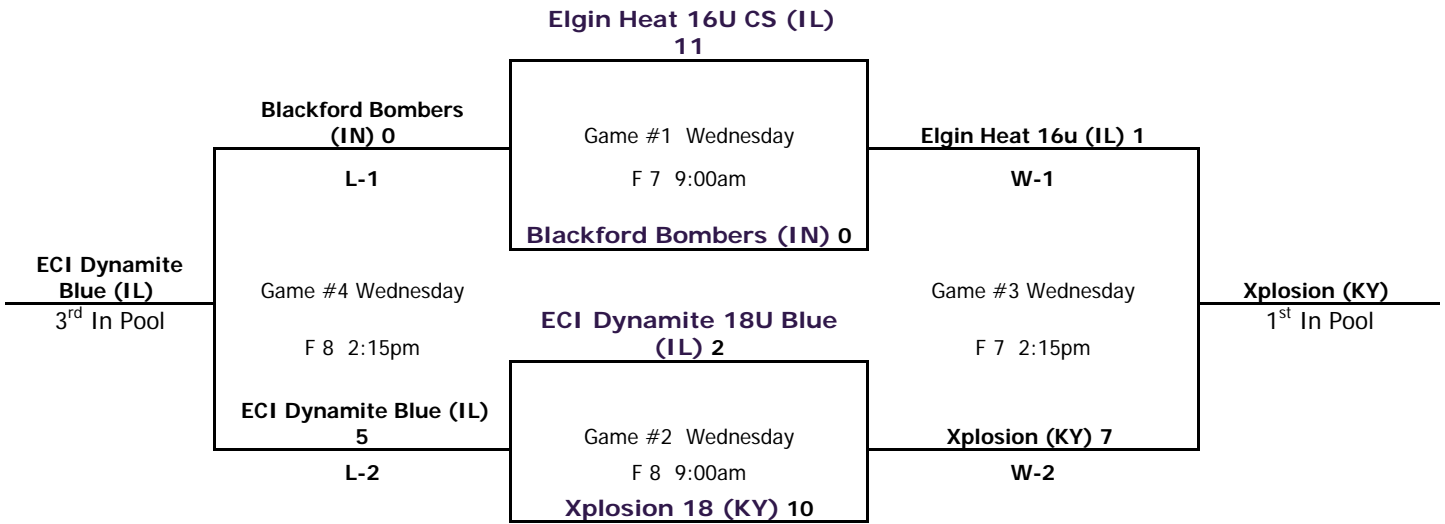 Elgin Heat 16U CS (IL)
11
Blackford Bombers
(IN) 0
Game #1 Wednesday
Elgin Heat 16u (IL) 1
L-1
F 7 9:00am
W-1
Blackford Bombers (IN) 0
ECI Dynamite
Blue (IL)
Game #4 Wednesday
Game #3 Wednesday
Xplosion (KY)
3rd In Pool
1st In Pool
ECI Dynamite 18U Blue
(IL) 2
F 8 2:15pm
F 7 2:15pm
ECI Dynamite Blue (IL)
5
Game #2 Wednesday
Xplosion (KY) 7
L-2
F 8 9:00am
W-2
Xplosion 18 (KY) 10